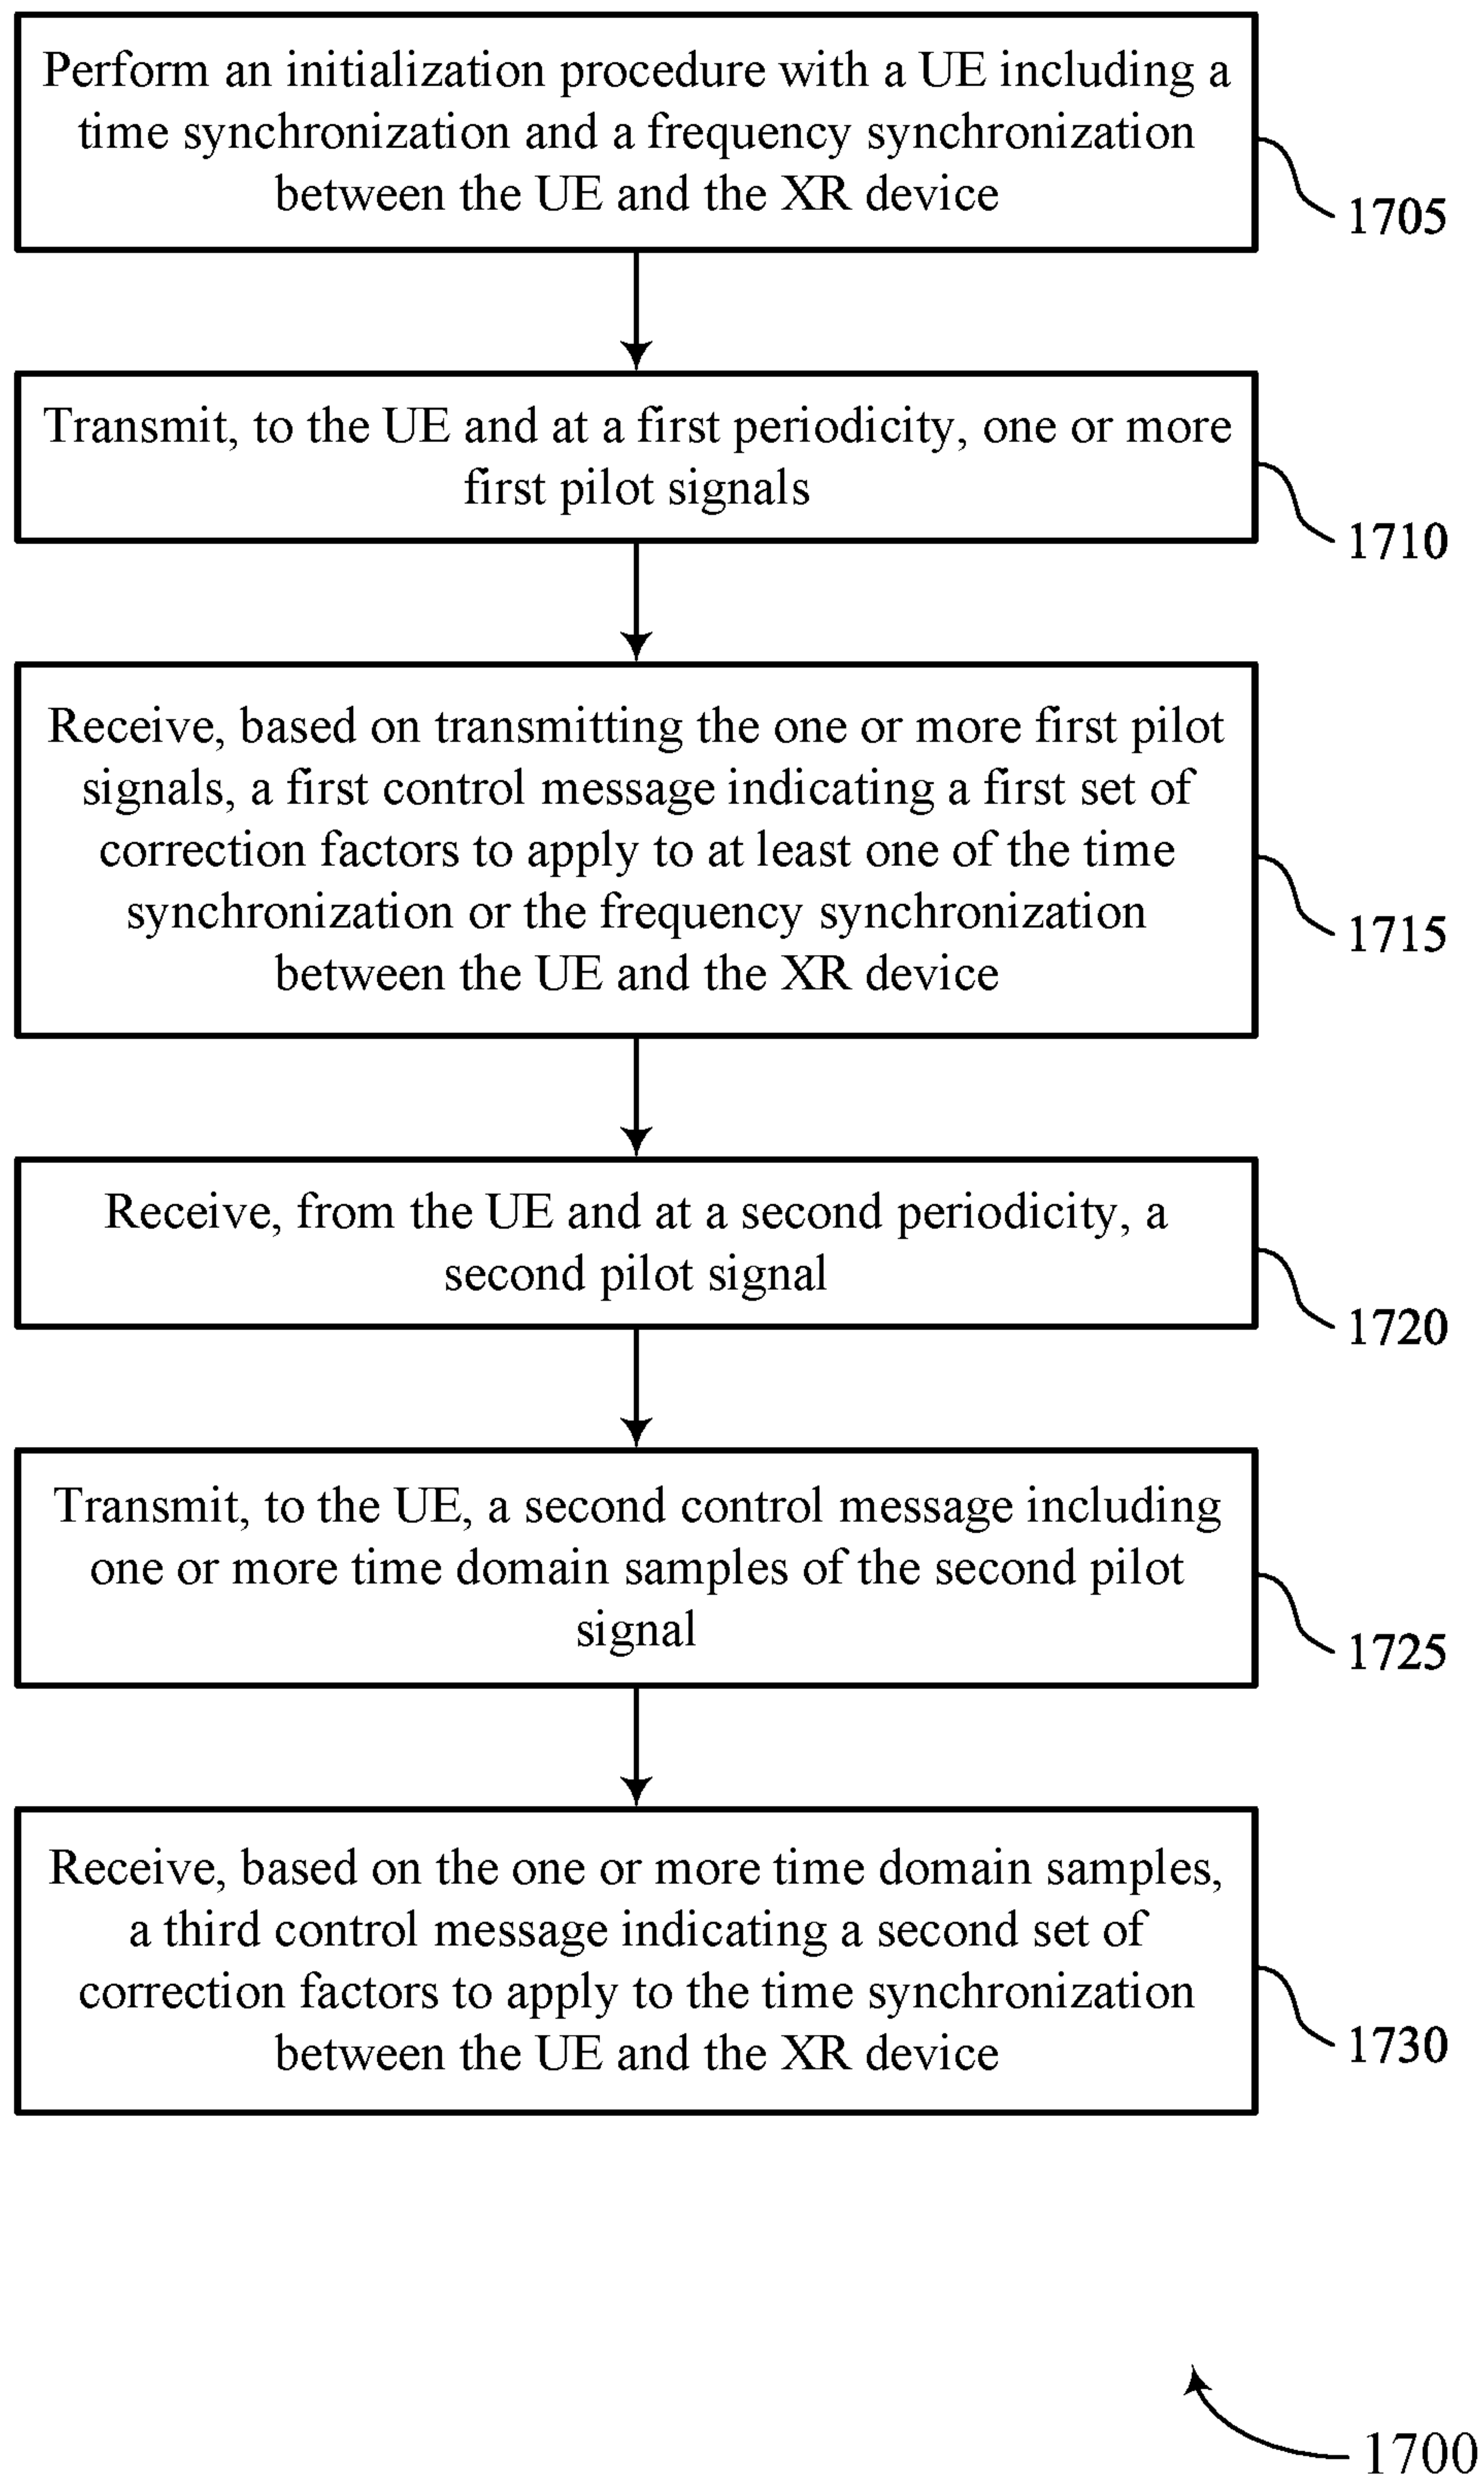 Perform an initialization procedure with a UE including a
time synchronization and a frequency synchronization
between the UE and the XR device
1705
Transmit, to the UE and at a first periodicity, one or more
first pilot signals
1710
Receive, based on transmitting the one or more first pilot
signals, a first control message indicating a first set of
correction factors to apply to at least one of the time
synchronization or the frequency synchronization
between the UE and the XR device
1715
Receive, from the UE and at a second periodicity, a
second pilot signal
1720
Transmit, to the UE, a second control message including
one or more time domain samples of the second pilot
signal
1725
Receive, based on the one or more time domain samples,
a third control message indicating a second set of
correction factors to apply to the time synchronization
between the UE and the XR device
1730
1700